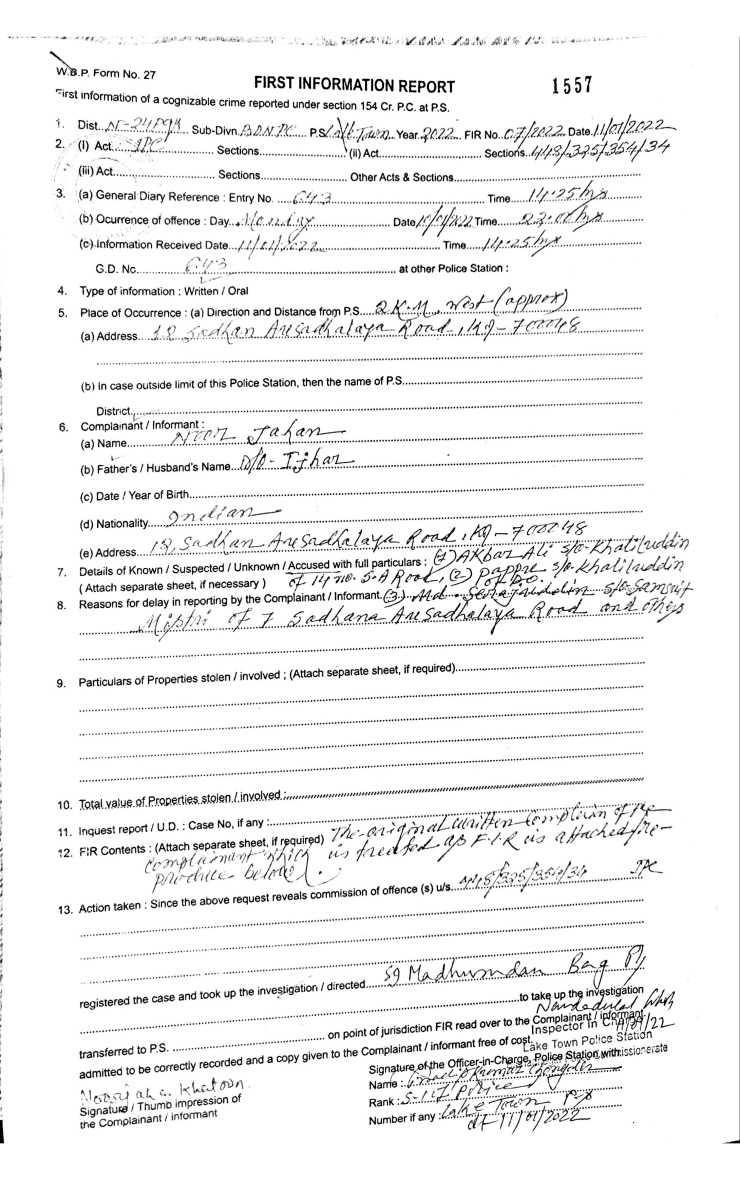 W.B.P. Form No. 27
FIRST INFORMATION REPORT
1557
First information of a cognizable crime reported under section 154 Cr. P.C. at P.S.
1. Dist. N-24PGS Sub-Divn. BDN PC P.S. Lake Town Year 2022 FIR No. 07/2022 Date 11/01/2022
2. (I) Act IPC Sections (ii) Act Sections 448/325/354/34
(iii) Act Sections Other Acts & Sections
3. (a) General Diary Reference : Entry No. 643 Time 14.25 hrs
(b) Ocurrence of offence : Day Monday Date 10/01/2022 Time
(c) Information Received Date 11/01/2022 Time 14.25 hrs
G.D. No. 643 at other Police Station :
4. Type of information : Written / Oral
5. Place of Occurrence : (a) Direction and Distance from P.S. 2 K.M, West (approx)
(a) Address 18 Sadhan Ausadhalaya Road, Kol-700048
(b) In case outside limit of this Police Station, then the name of P.S.
District
6. Complainant / Informant :
(a) Name Noor Jahan
(b) Father's / Husband's Name D/O- Ijhar
(c) Date / Year of Birth
(d) Nationality Indian
(e) Address 18, Sadhan Ausadhalaya Road, Kol-700048
7. Details of Known / Suspected / Unknown / Accused with full particulars : (1) Akbar Ali s/o- Khaliluddin
(Attach separate sheet, if necessary) of 14 no. S.A Road, (2) Pappu s/o- Khaliluddin of Do.
8. Reasons for delay in reporting by the Complainant / Informant. (3) Md. Serajuddin s/o
Mistri of 7 Sadhana Ausadhalaya Road and others
9. Particulars of Properties stolen / involved ; (Attach separate sheet, if required)
10. Total value of Properties stolen / involved :
11. Inquest report / U.D. : Case No, if any :
12. FIR Contents : (Attach separate sheet, if required) The original written complain of the
complainant which is treated as F.I.R is attached/re-
produce below.
13. Action taken : Since the above request reveals commission of offence (s) u/s. 448/325/354/34 IPC
registered the case and took up the investigation / directed SI Madhusudan Bag
to take up the investigation
transferred to P.S. on point of jurisdiction FIR read over to the Complainant / informant
admitted to be correctly recorded and a copy given to the Complainant / informant free of cost.
Inspector In Charge
11/01/22
Lake Town Police Station
Signature of the Officer-in-Charge, Police Station with
Name :
Rank : S.I of Police
Number if any : Lake Town PS
dt 11/01/2022
Noorjahan Khatoon.
Signature / Thumb impression of
the Complainant / informant